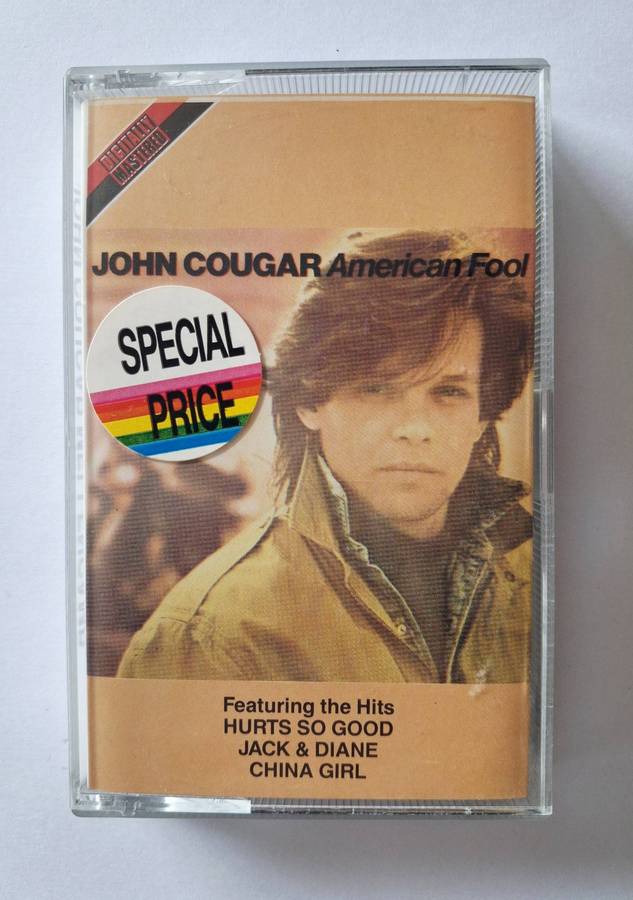 DIGITALLY
MASTERED
JOHN COUGAR American Fool
SPECIAL
PRICE
Featuring the Hits
HURTS SO GOOD
JACK & DIANE
CHINA GIRL